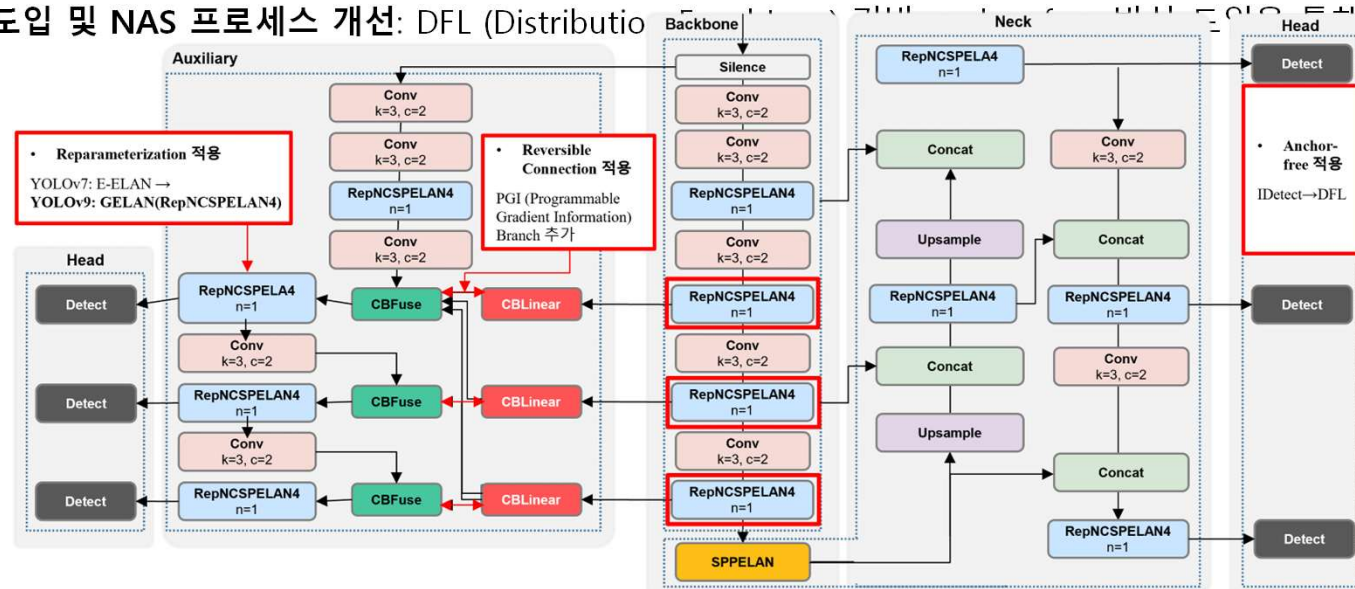 도입 및 NAS 프로세스 개선: DFL (Distribution
Auxiliary
Conv
k=3, c=2
Conv
k=3, c=2
RepNCSPELAN4
n=1
Conv
k=3, c=2
• Reparameterization 적용
YOLOv7: E-ELAN →
YOLOv9: GELAN(RepNCSPELAN4)
• Reversible
Connection 적용
PGI (Programmable
Gradient Information)
Branch 추가
Head
Detect
RepNCSPELA4
n=1
CBFuse
CBLinear
Conv
k=3, c=2
Detect
RepNCSPELAN4
n=1
CBFuse
CBLinear
Conv
k=3, c=2
Detect
RepNCSPELAN4
n=1
CBFuse
CBLinear
Backbone
Silence
Conv
k=3, c=2
Conv
k=3, c=2
RepNCSPELAN4
n=1
Conv
k=3, c=2
RepNCSPELAN4
n=1
Conv
k=3, c=2
RepNCSPELAN4
n=1
Conv
k=3, c=2
RepNCSPELAN4
n=1
SPPELAN
Neck
RepNCSPELA4
n=1
Concat
Upsample
RepNCSPELAN4
n=1
Concat
Upsample
Conv
k=3, c=2
Concat
RepNCSPELAN4
n=1
Conv
k=3, c=2
Concat
RepNCSPELAN4
n=1
Head
Detect
• Anchor-
free 적용
IDetect→DFL
Detect
Detect